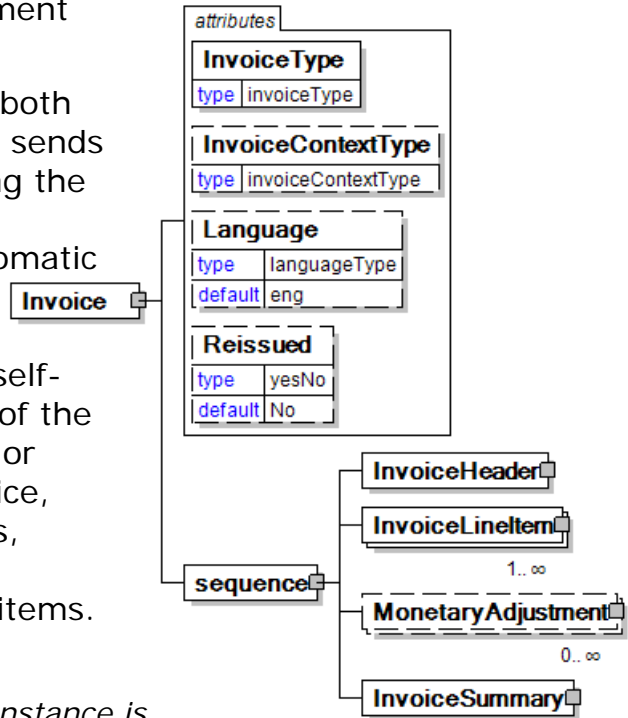 ment
both
sends
ng the
omatic
self-
of the
or
ice,
s,
items.
nstance is
attributes
InvoiceType
type invoiceType
InvoiceContextType
type invoiceContextType
Language
type languageType
default eng
Reissued
type yesNo
default No
Invoice
sequence
InvoiceHeader
InvoiceLineItem
1.. ∞
MonetaryAdjustment
0.. ∞
InvoiceSummary